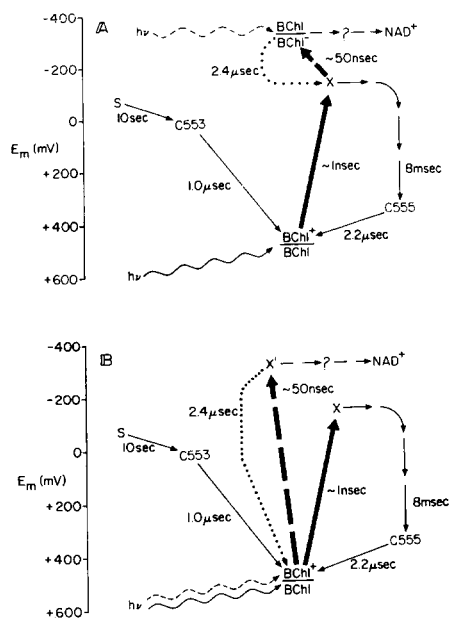 A
-400
-200
0
+200
+400
+600
Em (mV)
hν
BChl
BChl⁻
?
NAD⁺
~50nsec
2.4μsec
X
S
10sec
C553
1.0μsec
~1nsec
8msec
C555
2.2μsec
BChl⁺
BChl
hν
B
-400
-200
0
+200
+400
+600
Em (mV)
X'
?
NAD⁺
~50nsec
2.4μsec
X
S
10sec
C553
1.0μsec
~1nsec
8msec
C555
2.2μsec
BChl⁺
BChl
hν